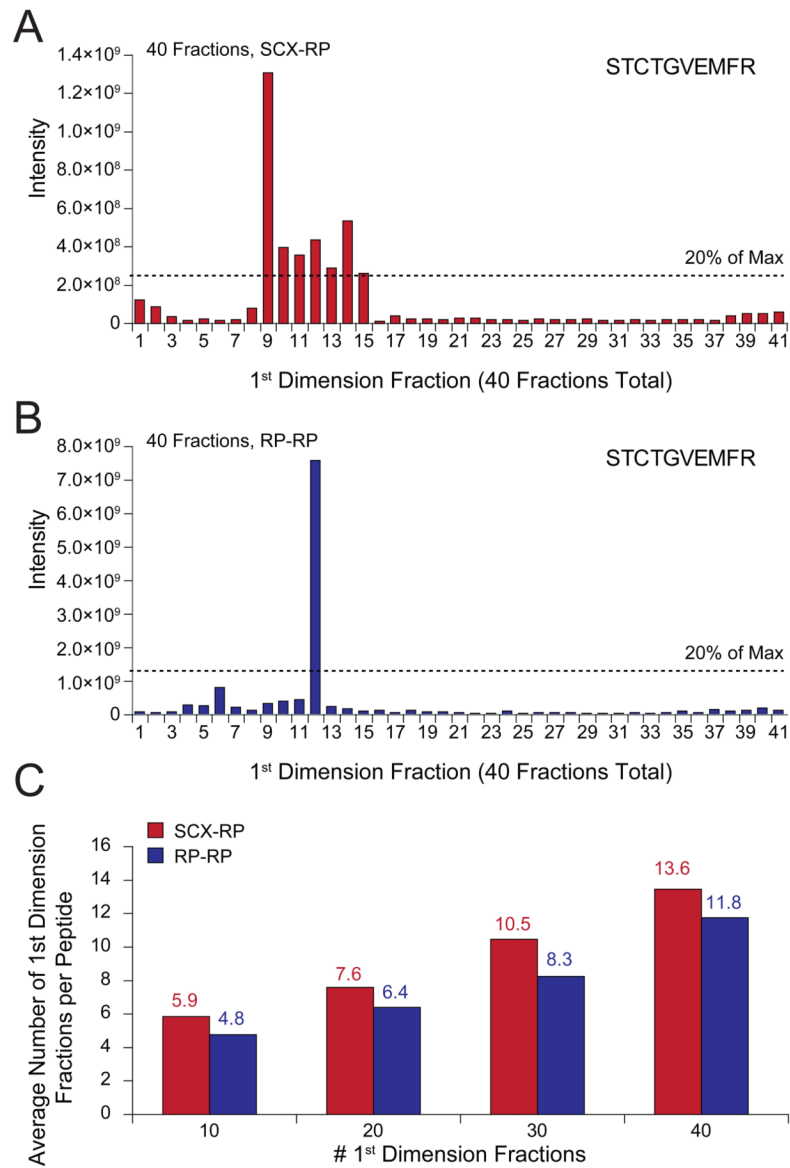 A
40 Fractions, SCX-RP
STCTGVEMFR
1.4×10⁹
1.2×10⁹
1.0×10⁹
8.0×10⁸
6.0×10⁸
4.0×10⁸
2.0×10⁸
0
Intensity
20% of Max
1 3 5 7 9 11 13 15 17 19 21 23 25 27 29 31 33 35 37 39 41
1st Dimension Fraction (40 Fractions Total)
B
40 Fractions, RP-RP
STCTGVEMFR
8.0×10⁹
7.0×10⁹
6.0×10⁹
5.0×10⁹
4.0×10⁹
3.0×10⁹
2.0×10⁹
1.0×10⁹
0
Intensity
20% of Max
1 3 5 7 9 11 13 15 17 19 21 23 25 27 29 31 33 35 37 39 41
1st Dimension Fraction (40 Fractions Total)
C
SCX-RP
RP-RP
Average Number of 1st Dimension
Fractions per Peptide
16
14
12
10
8
6
4
2
0
5.9
4.8
7.6
6.4
10.5
8.3
13.6
11.8
10 20 30 40
# 1st Dimension Fractions